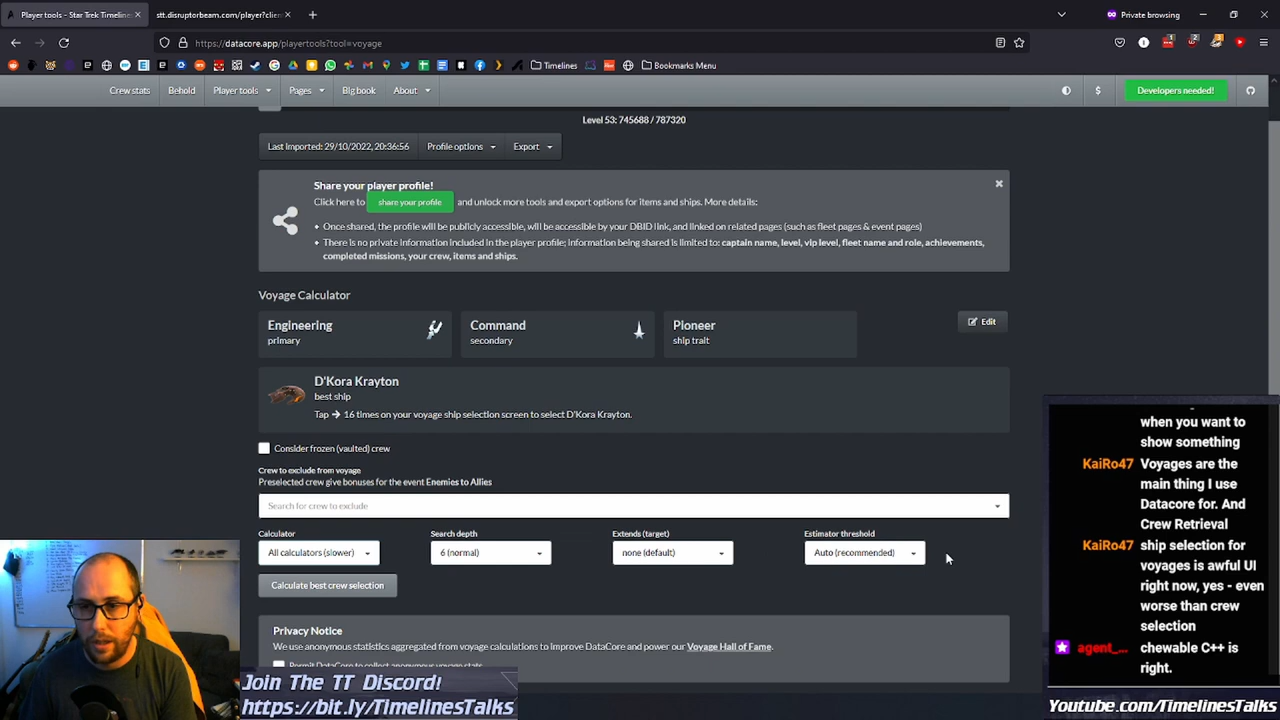 Player tools - Star Trek Timeline
stt.disruptorbeam.com/player?clien
Private browsing
https://datacore.app/playertools?tool=voyage
Timelines
Bookmarks Menu
Crew stats
Behold
Player tools
Pages
Big book
About
Developers needed!
Level 53: 745688 / 787320
Last Imported: 29/10/2022, 20:36:56
Profile options
Export
Share your player profile!
Click here to share your profile and unlock more tools and export options for items and ships. More details:
Once shared, the profile will be publicly accessible, will be accessible by your DBID link, and linked on related pages (such as fleet pages & event pages)
There is no private information included in the player profile; information being shared is limited to: captain name, level, vip level, fleet name and role, achievements,
completed missions, your crew, items and ships.
Voyage Calculator
Engineering
primary
Command
secondary
Pioneer
ship trait
Edit
D'Kora Krayton
best ship
Tap → 16 times on your voyage ship selection screen to select D'Kora Krayton.
Consider frozen (vaulted) crew
Crew to exclude from voyage
Preselected crew give bonuses for the event Enemies to Allies
Search for crew to exclude
Calculator
Search depth
Extends (target)
Estimator threshold
All calculators (slower)
6 (normal)
none (default)
Auto (recommended)
Calculate best crew selection
Privacy Notice
We use anonymous statistics aggregated from voyage calculations to improve DataCore and power our Voyage Hall of Fame.
Permit DataCore to collect anonymous voyage stats
when you want to
show something
KaiRo47 Voyages are the
main thing I use
Datacore for. And
Crew Retrieval
KaiRo47 ship selection for
voyages is awful UI
right now, yes - even
worse than crew
selection
agent_... chewable C++ is
right.
Join The TT Discord!
https://bit.ly/TimelinesTalks
Youtube.com/TimelinesTalks